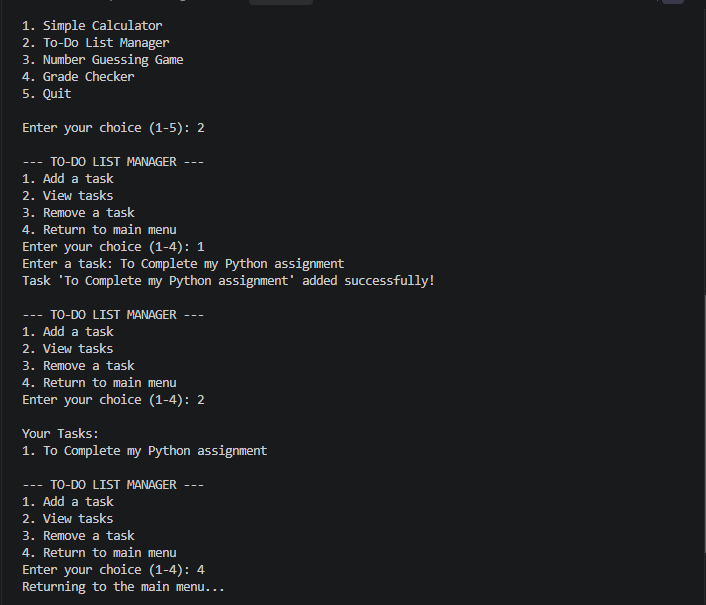 1. Simple Calculator
2. To-Do List Manager
3. Number Guessing Game
4. Grade Checker
5. Quit
Enter your choice (1-5): 2
--- TO-DO LIST MANAGER ---
1. Add a task
2. View tasks
3. Remove a task
4. Return to main menu
Enter your choice (1-4): 1
Enter a task: To Complete my Python assignment
Task 'To Complete my Python assignment' added successfully!
--- TO-DO LIST MANAGER ---
1. Add a task
2. View tasks
3. Remove a task
4. Return to main menu
Enter your choice (1-4): 2
Your Tasks:
1. To Complete my Python assignment
--- TO-DO LIST MANAGER ---
1. Add a task
2. View tasks
3. Remove a task
4. Return to main menu
Enter your choice (1-4): 4
Returning to the main menu...